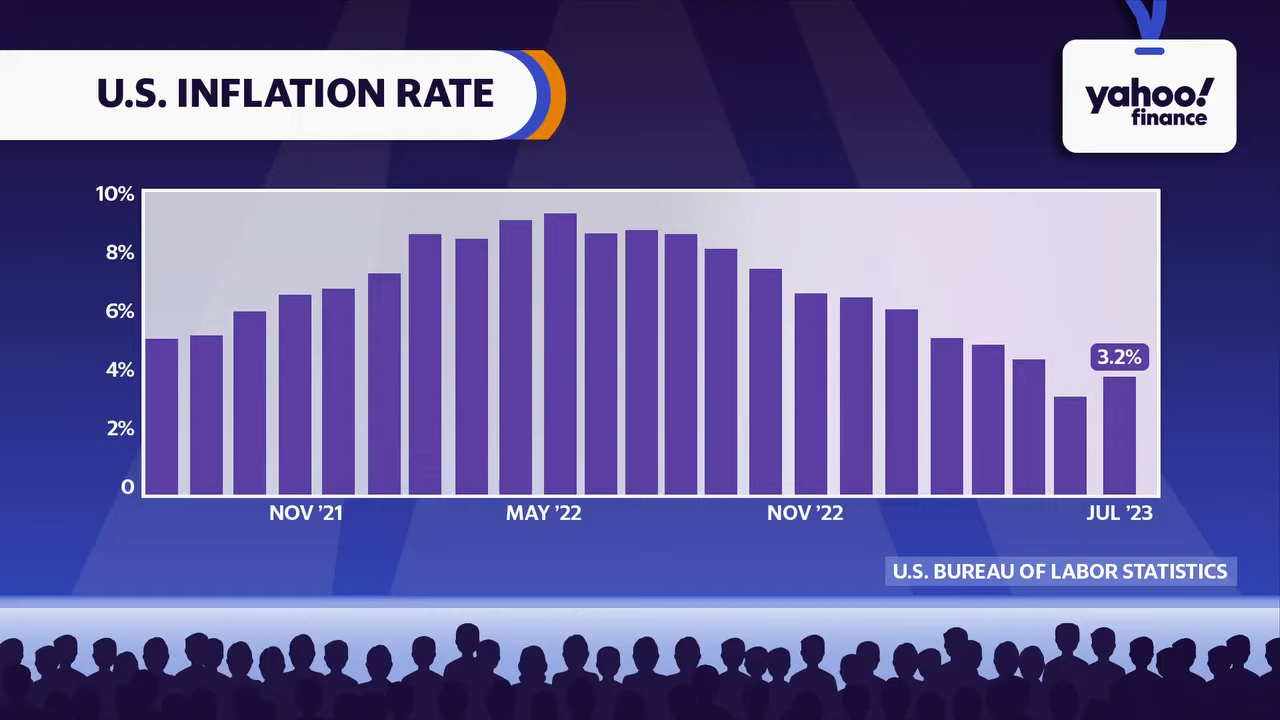 U.S. INFLATION RATE
yahoo!
finance
10%
8%
6%
4%
2%
0
3.2%
NOV ’21
MAY ’22
NOV ’22
JUL ’23
U.S. BUREAU OF LABOR STATISTICS